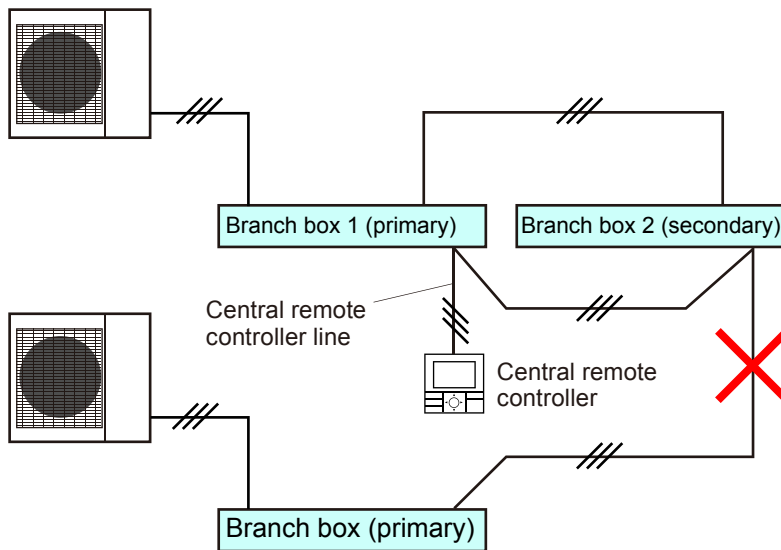 Branch box 1 (primary)
Branch box 2 (secondary)
Central remote
controller line
Central remote
controller
Branch box (primary)